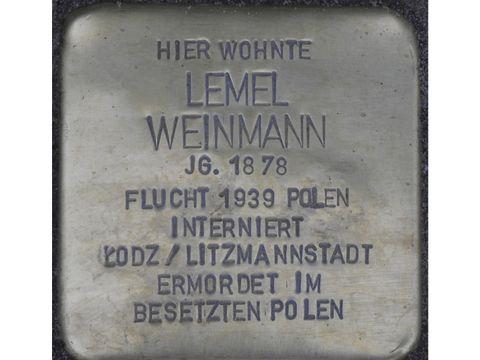 HIER WOHNTE
LEMEL
WEINMANN
JG. 1878
FLUCHT 1939 POLEN
INTERNIERT
ŁODZ / LITZMANNSTADT
ERMORDET IM
BESETZTEN POLEN